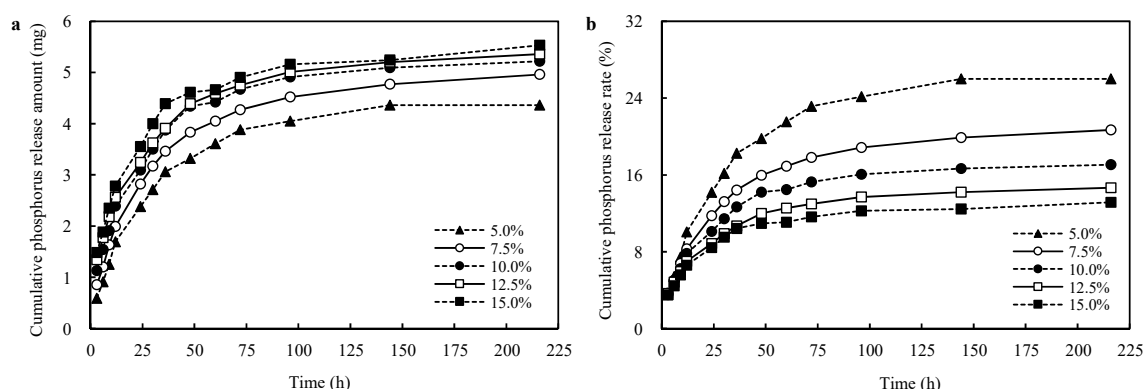 a
Cumulative phosphorus release amount (mg)
6
5
4
3
2
1
0
5.0%
7.5%
10.0%
12.5%
15.0%
0 25 50 75 100 125 150 175 200 225
Time (h)
b
Cumulative phosphorus release rate (%)
32
24
16
8
0
5.0%
7.5%
10.0%
12.5%
15.0%
0 25 50 75 100 125 150 175 200 225
Time (h)